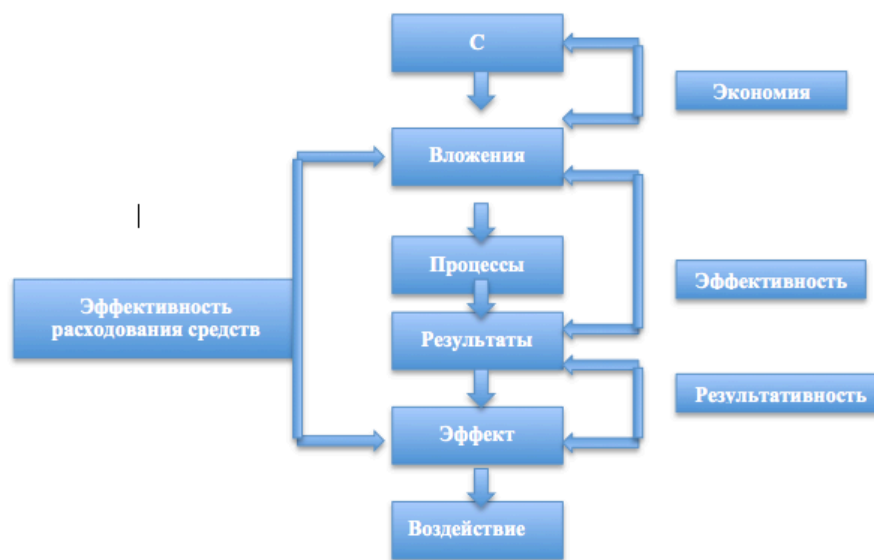 С
Экономия
Вложения
Процессы
Эффективность
Эффективность
расходования средств
Результаты
Результативность
Эффект
Воздействие